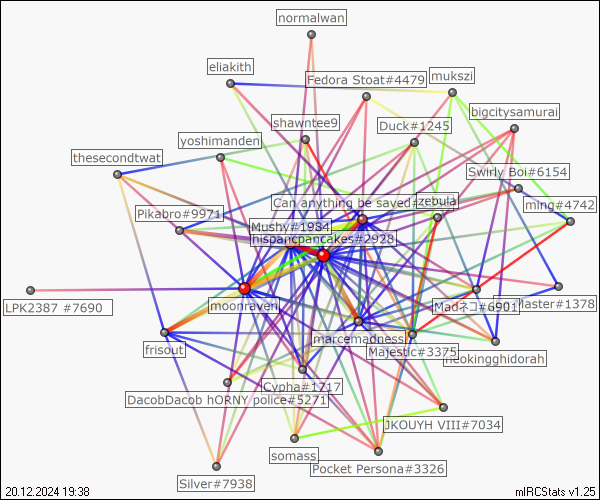 normalwan
eliakith
Fedora Stoat#4479
mukszi
bigcitysamurai
shawntee9
Duck#1245
yoshimanden
thesecondtwat
Swirly Boi#6154
Can anything be saved
zebula
ming#4742
Pikabro#9971
Mushy#1984
hispancpancakes#2928
LPK2387 #7690
moonraven
Madネコ#6901
laster#1378
marcemadness
frisout
Majestic#3375
neokingghidorah
Cypha#1717
DacobDacob hORNY police#5271
JKOUYH VIII#7034
somass
Pocket Persona#3326
Silver#7938
20.12.2024 19:38
mIRCStats v1.25